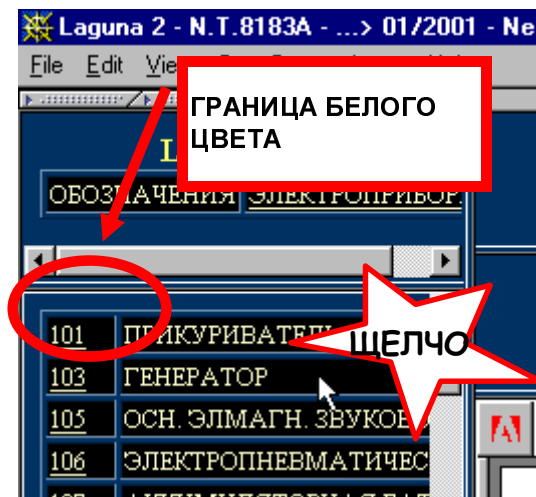 Laguna 2 - N.T.8183A - ...> 01/2001 - Ne
File Edit
ГРАНИЦА БЕЛОГО
ЦВЕТА
L
ЭЛЕКТРОПРИБОР
101 ПРИКУРИВАТЕЛЬ
ЩЕЛЧО
103 ГЕНЕРАТОР
105 ОСН. ЭЛМАГН. ЗВУКОВ
106 ЭЛЕКТРОПНЕВМАТИЧЕС